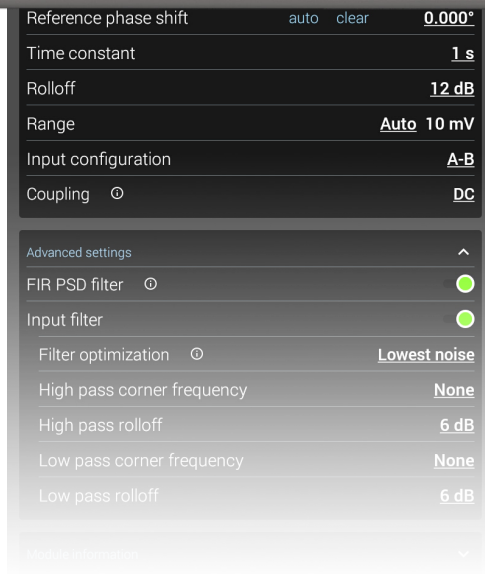 Reference phase shift auto clear 0.000°
Time constant 1 s
Rolloff 12 dB
Range Auto 10 mV
Input configuration A-B
Coupling DC
Advanced settings
FIR PSD filter
Input filter
Filter optimization Lowest noise
High pass corner frequency None
High pass rolloff 6 dB
Low pass corner frequency None
Low pass rolloff 6 dB
Module information